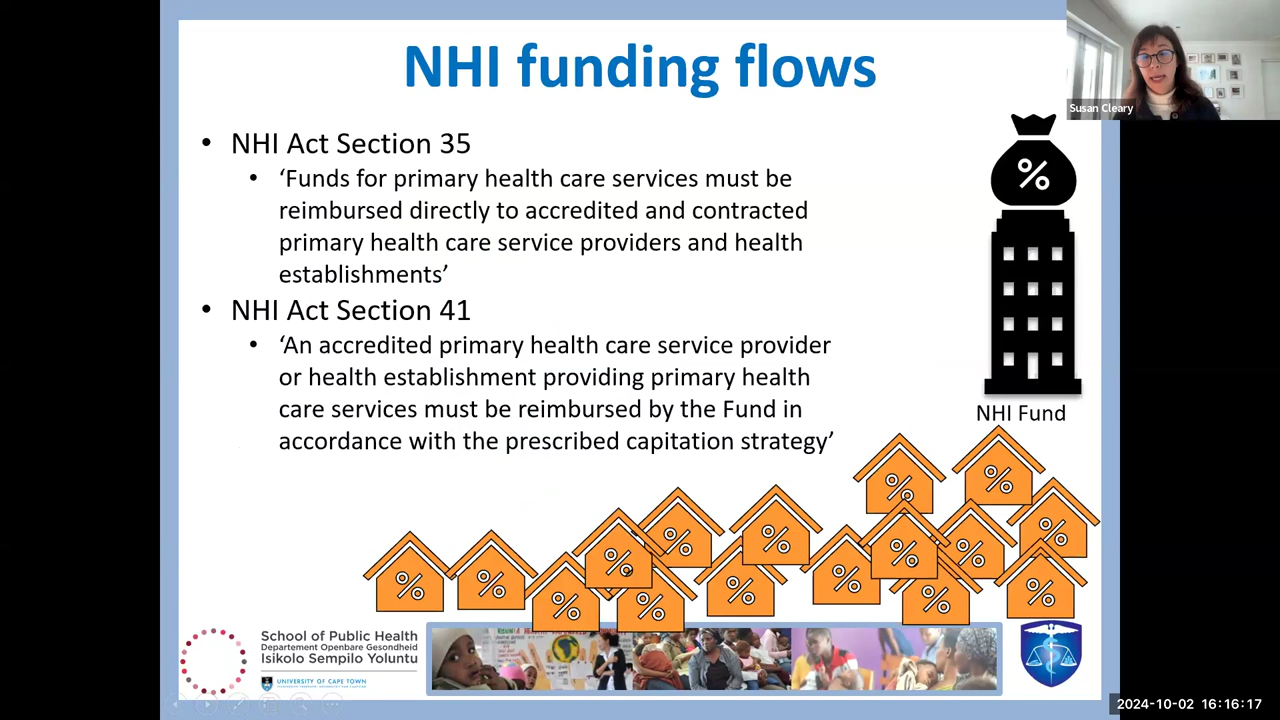 NHI funding flows
Susan Cleary
• NHI Act Section 35
• ‘Funds for primary health care services must be
reimbursed directly to accredited and contracted
primary health care service providers and health
establishments’
• NHI Act Section 41
• ‘An accredited primary health care service provider
or health establishment providing primary health
care services must be reimbursed by the Fund in
accordance with the prescribed capitation strategy’
%
NHI Fund
% % % % % % % % % % % % % % % % %
School of Public Health
Departement Openbare Gesondheid
Isikolo Sempilo Yoluntu
UNIVERSITY OF CAPE TOWN
2024-10-02 16:16:17